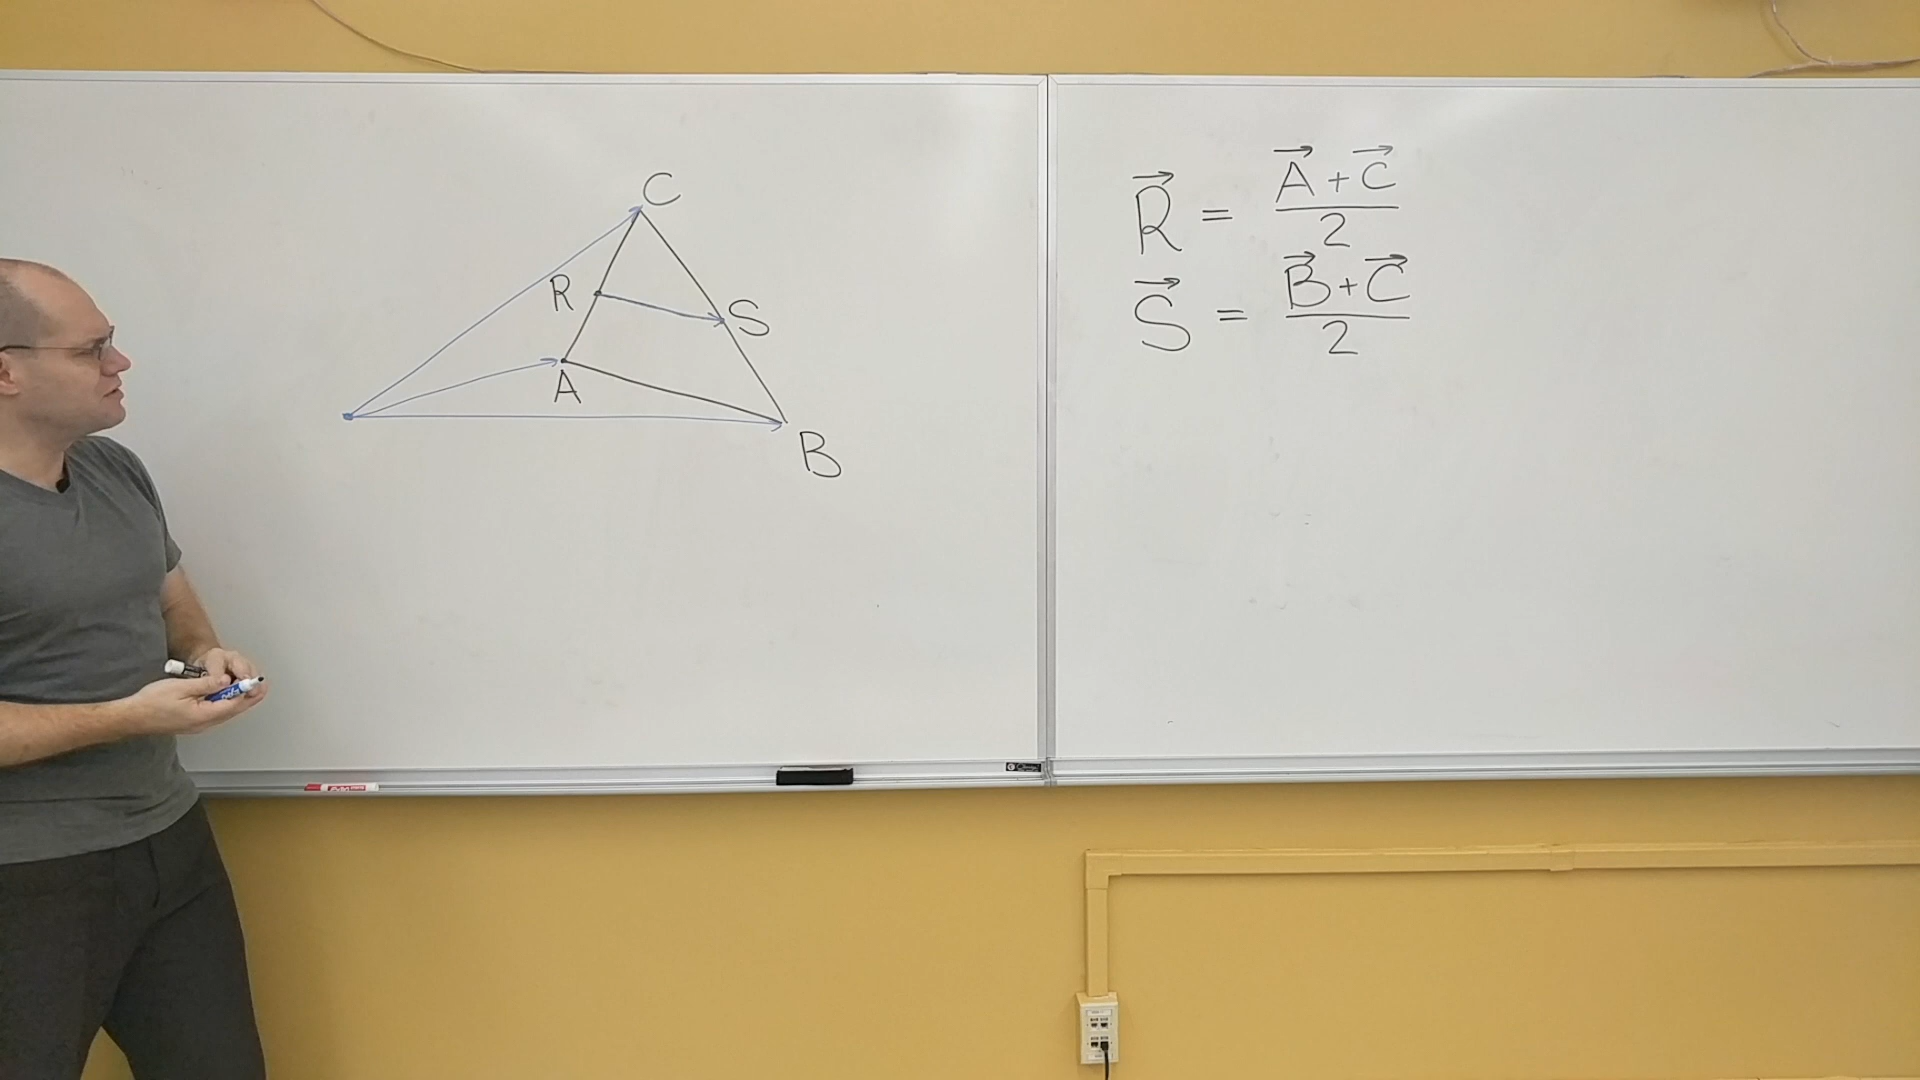 C
R
S
A
B
R⃗ = (A⃗ + C⃗)/2
S⃗ = (B⃗ + C⃗)/2